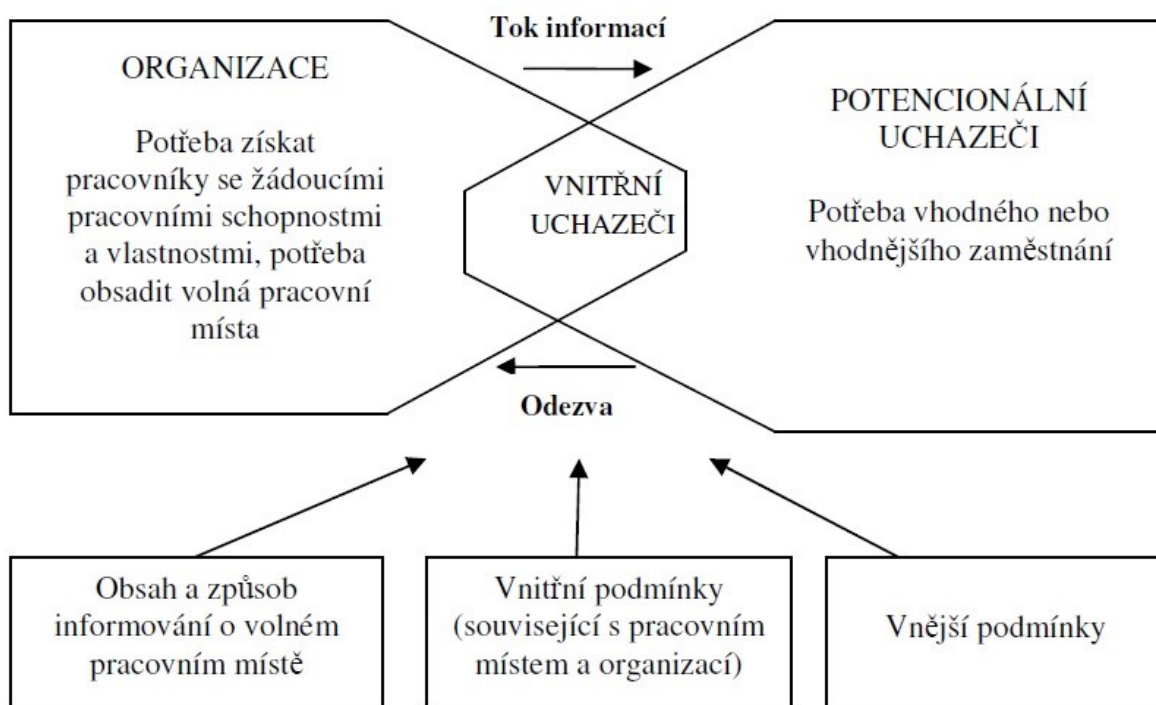 Tok informací
ORGANIZACE
Potřeba získat
pracovníky se žádoucími
pracovními schopnostmi
a vlastnostmi, potřeba
obsadit volná pracovní
místa
VNITŘNÍ
UCHAZEČI
POTENCIONÁLNÍ
UCHAZEČI
Potřeba vhodného nebo
vhodnějšího zaměstnání
Odezva
Obsah a způsob
informování o volném
pracovním místě
Vnitřní podmínky
(související s pracovním
místem a organizací)
Vnější podmínky